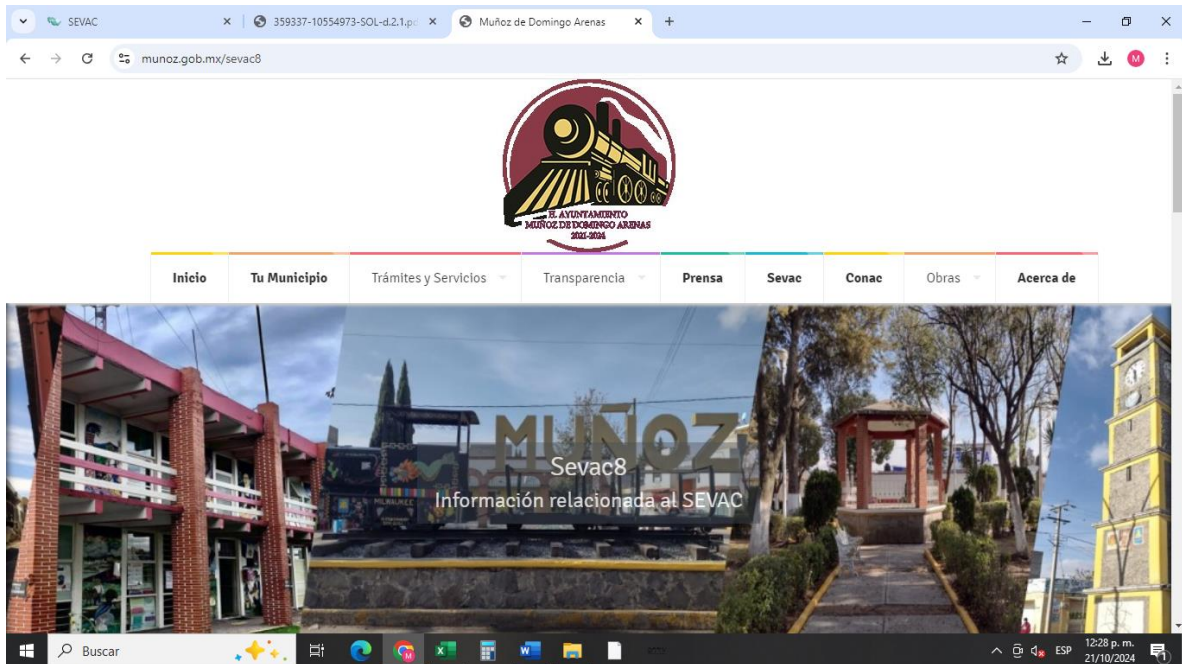 SEVAC
359337-10554973-SOL-d.2.1.pd
Muñoz de Domingo Arenas
munoz.gob.mx/sevac8
M
H. AYUNTAMIENTO
MUÑOZ DE DOMINGO ARENAS
2021-2024
Inicio Tu Municipio Trámites y Servicios Transparencia Prensa Sevac Conac Obras Acerca de
MUÑOZ
Sevac8
Información relacionada al SEVAC
Buscar
ESP
12:28 p. m.
21/10/2024
1